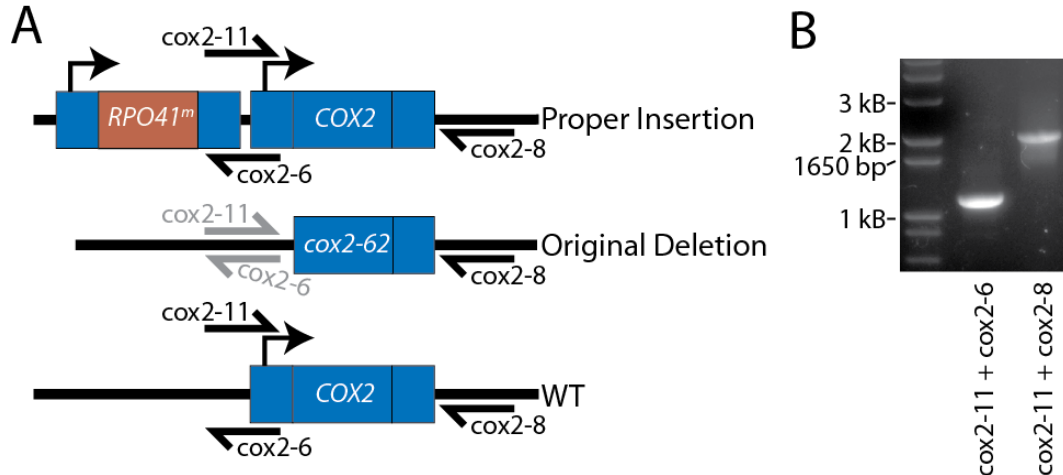 A
cox2-11
RPO41ᵐ
COX2
Proper Insertion
cox2-6
cox2-8
cox2-11
cox2-62
Original Deletion
cox2-6
cox2-8
cox2-11
COX2
WT
cox2-6
cox2-8
B
3 kB
2 kB
1650 bp
1 kB
cox2-11 + cox2-6
cox2-11 + cox2-8